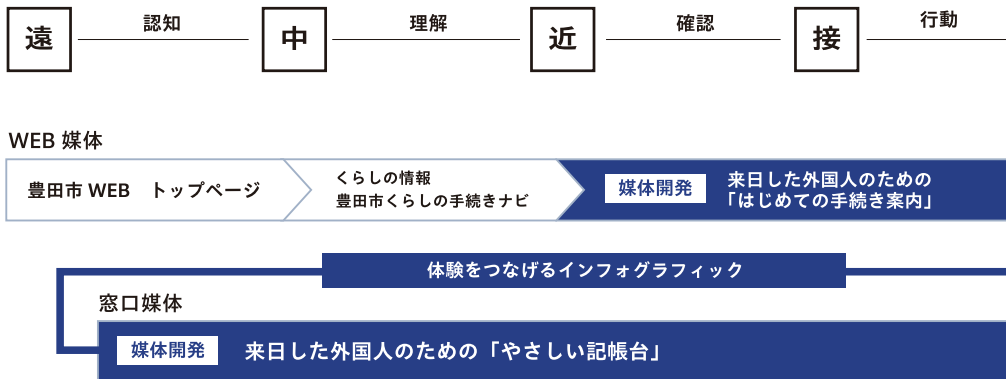 遠 認知 中 理解 近 確認 接 行動
WEB 媒体
豊田市 WEB　トップページ
くらしの情報
豊田市くらしの手続きナビ
媒体開発
来日した外国人のための
「はじめての手続き案内」
体験をつなげるインフォグラフィック
窓口媒体
媒体開発 来日した外国人のための「やさしい記帳台」